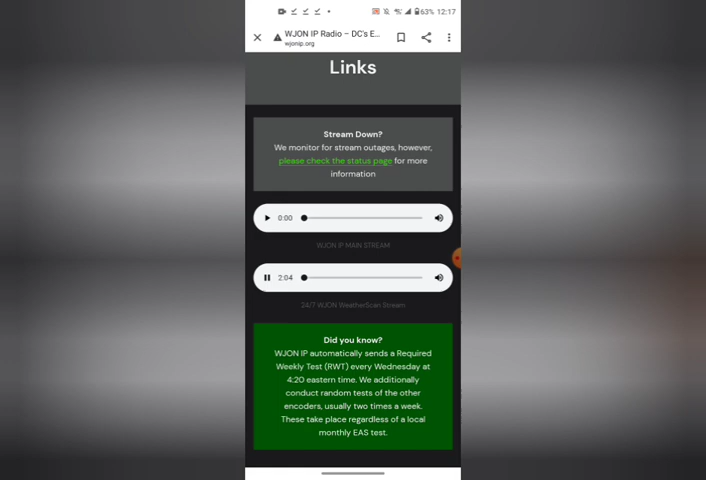 63% 12:17
WJON IP Radio – DC's E...
wjonip.org
Links
Stream Down?
We monitor for stream outages, however,
please check the status page for more
information
0:00
WJON IP MAIN STREAM
2:04
24/7 WJON WeatherScan Stream
Did you know?
WJON IP automatically sends a Required
Weekly Test (RWT) every Wednesday at
4:20 eastern time. We additionally
conduct random tests of the other
encoders, usually two times a week.
These take place regardless of a local
monthly EAS test.